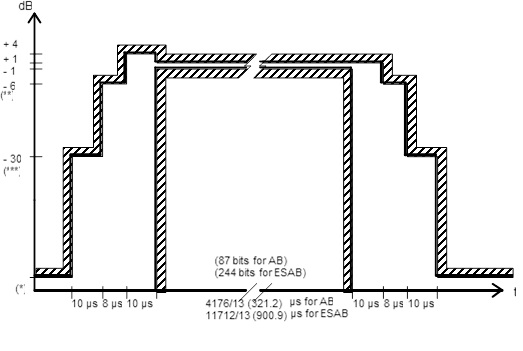 dB
+ 4
+ 1
- 1
- 6
(**)
- 30
(***)
(87 bits for AB)
(244 bits for ESAB)
(*)
t
10 µs 8 µs 10 µs
10 µs 8 µs 10 µs
4176/13 (321.2) µs for AB
11712/13 (900.9) µs for ESAB